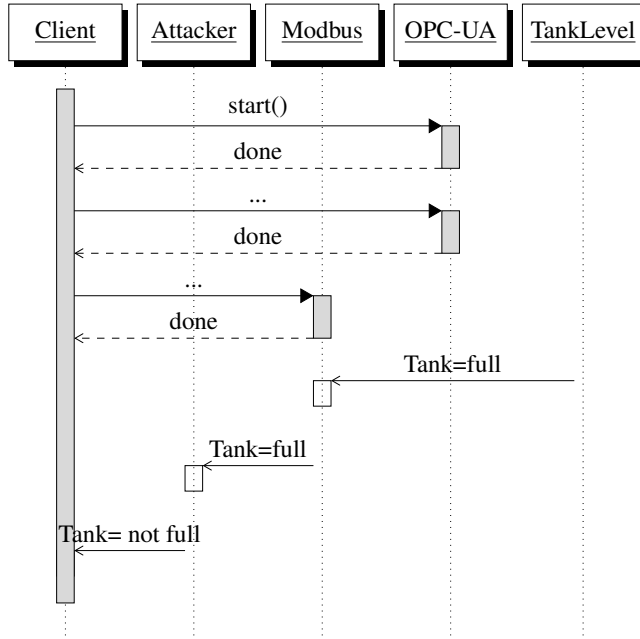 Client
Attacker
Modbus
OPC-UA
TankLevel
start()
done
...
done
...
done
Tank=full
Tank=full
Tank= not full